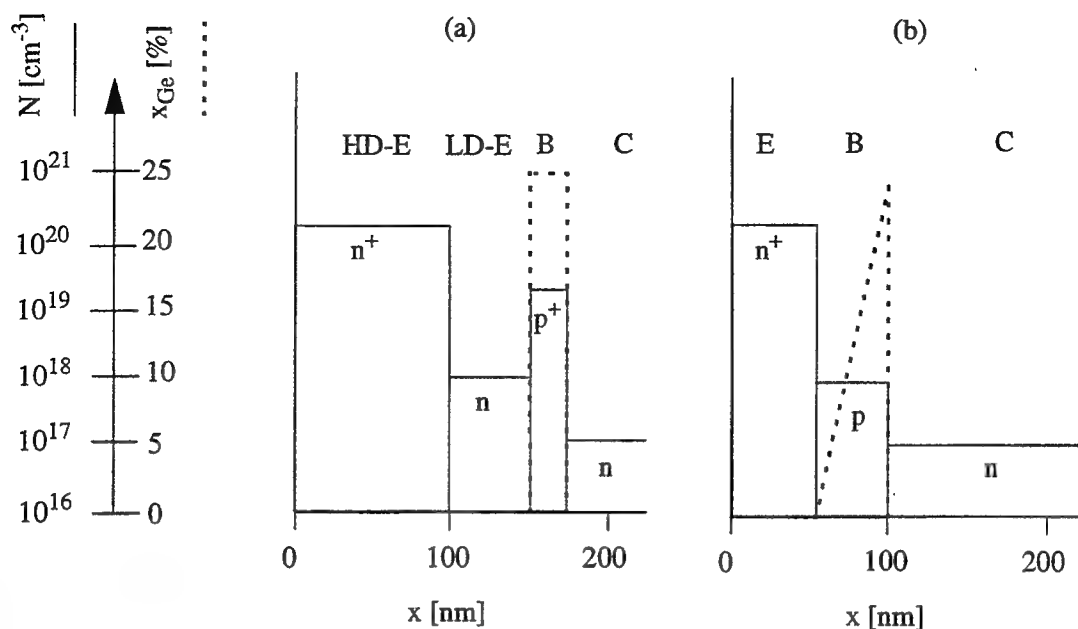 N [cm⁻³]
x_Ge [%]
10²¹ 25
10²⁰ 20
10¹⁹ 15
10¹⁸ 10
10¹⁷ 5
10¹⁶ 0
(a)
HD-E LD-E B C
n⁺
n
p⁺
n
0 100 200
x [nm]
(b)
E B C
n⁺
p
n
0 100 200
x [nm]